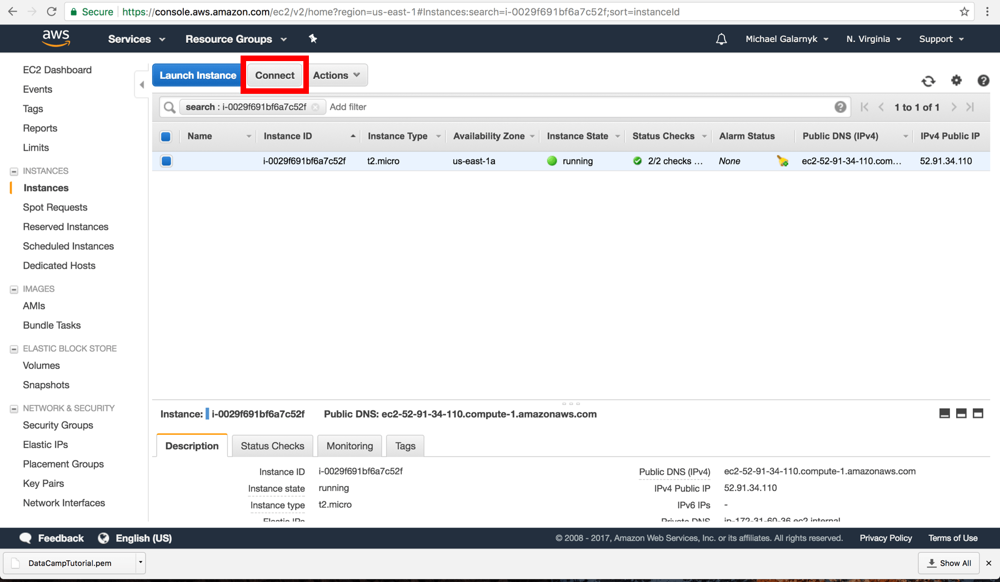 Secure https://console.aws.amazon.com/ec2/v2/home?region=us-east-1#Instances:search=i-0029f691bf6a7c52f;sort=instanceId
aws Services Resource Groups Michael Galarnyk N. Virginia Support
EC2 Dashboard
Events
Tags
Reports
Limits
INSTANCES
Instances
Spot Requests
Reserved Instances
Scheduled Instances
Dedicated Hosts
IMAGES
AMIs
Bundle Tasks
ELASTIC BLOCK STORE
Volumes
Snapshots
NETWORK & SECURITY
Security Groups
Elastic IPs
Placement Groups
Key Pairs
Network Interfaces
Launch Instance Connect Actions
search : i-0029f691bf6a7c52f Add filter 1 to 1 of 1
Name Instance ID Instance Type Availability Zone Instance State Status Checks Alarm Status Public DNS (IPv4) IPv4 Public IP
i-0029f691bf6a7c52f t2.micro us-east-1a running 2/2 checks ... None ec2-52-91-34-110.com... 52.91.34.110
Instance: i-0029f691bf6a7c52f Public DNS: ec2-52-91-34-110.compute-1.amazonaws.com
Description Status Checks Monitoring Tags
Instance ID i-0029f691bf6a7c52f Public DNS (IPv4) ec2-52-91-34-110.compute-1.amazonaws.com
Instance state running IPv4 Public IP 52.91.34.110
Instance type t2.micro IPv6 IPs -
Elastic IPs Private DNS ip-172-31-60-36.ec2.internal
Feedback English (US) © 2008 - 2017, Amazon Web Services, Inc. or its affiliates. All rights reserved. Privacy Policy Terms of Use
DataCampTutorial.pem Show All